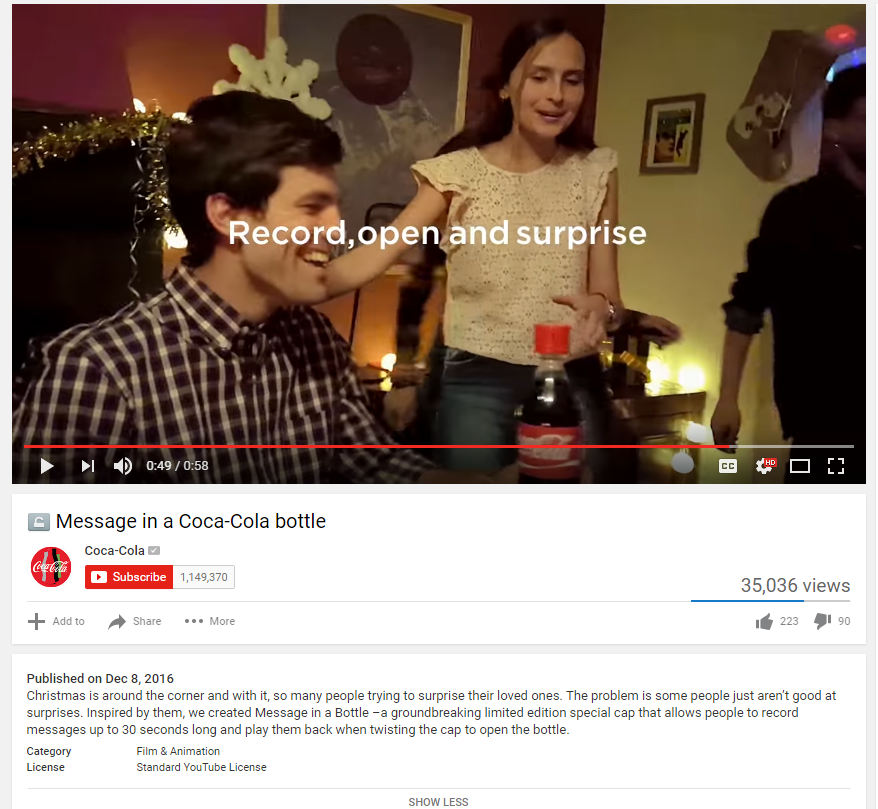 Record,open and surprise
0:49 / 0:58
CC
HD
Message in a Coca-Cola bottle
Coca-Cola
Coca-Cola
Subscribe 1,149,370
35,036 views
Add to Share More 223 90
Published on Dec 8, 2016
Christmas is around the corner and with it, so many people trying to surprise their loved ones. The problem is some people just aren't good at
surprises. Inspired by them, we created Message in a Bottle –a groundbreaking limited edition special cap that allows people to record
messages up to 30 seconds long and play them back when twisting the cap to open the bottle.
Category Film & Animation
License Standard YouTube License
SHOW LESS